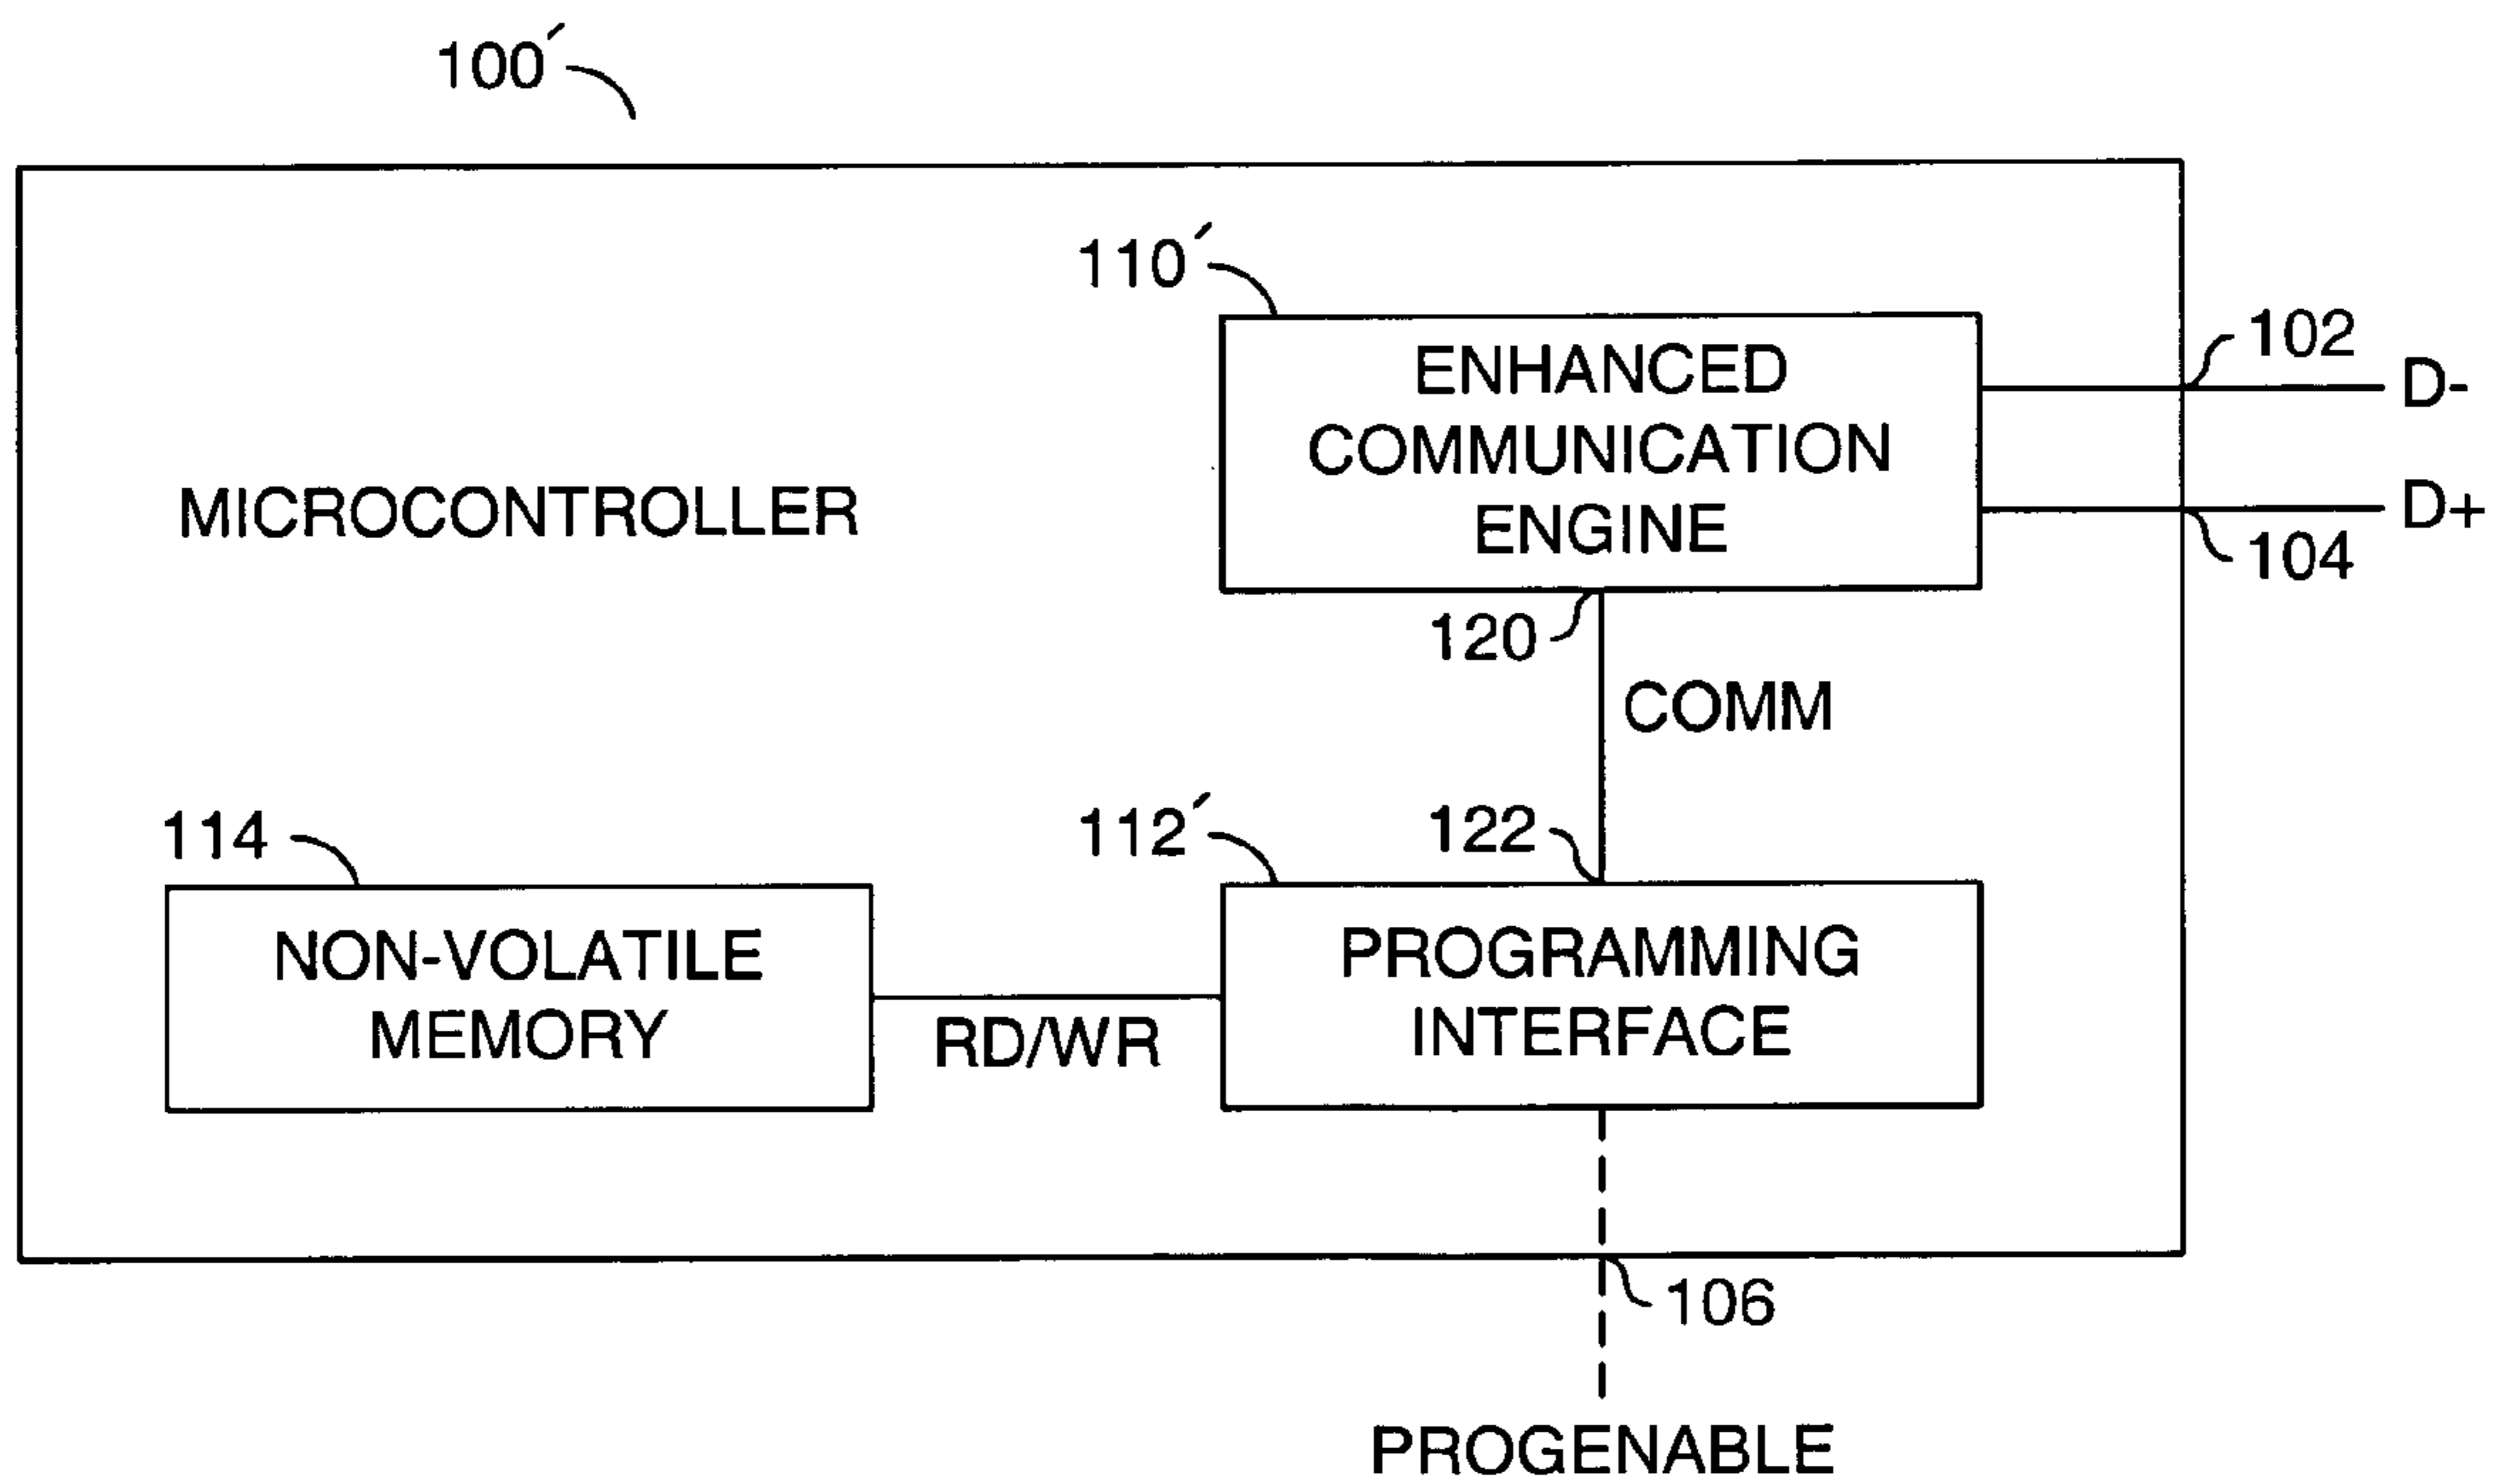 100′
110′
ENHANCED
COMMUNICATION
ENGINE
102
D-
D+
104
MICROCONTROLLER
120
COMM
122
114
112′
NON-VOLATILE
MEMORY
RD/WR
PROGRAMMING
INTERFACE
106
PROGENABLE